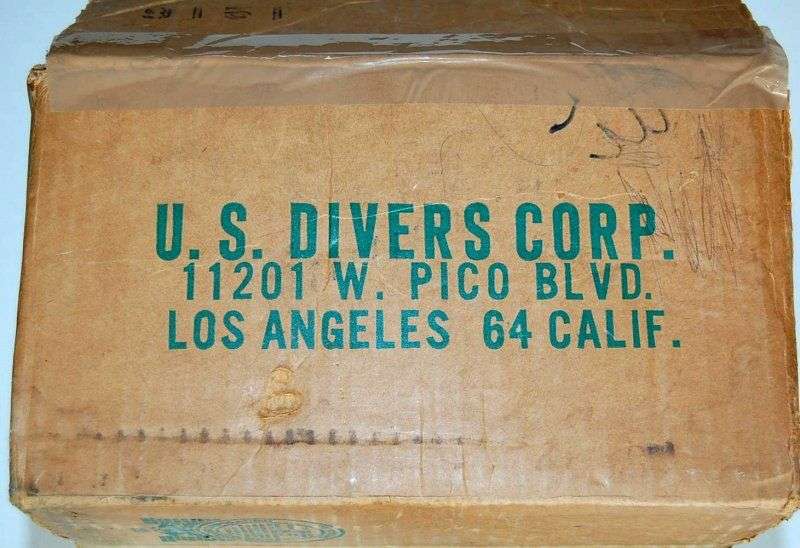 U. S. DIVERS CORP.
11201 W. PICO BLVD.
LOS ANGELES 64 CALIF.